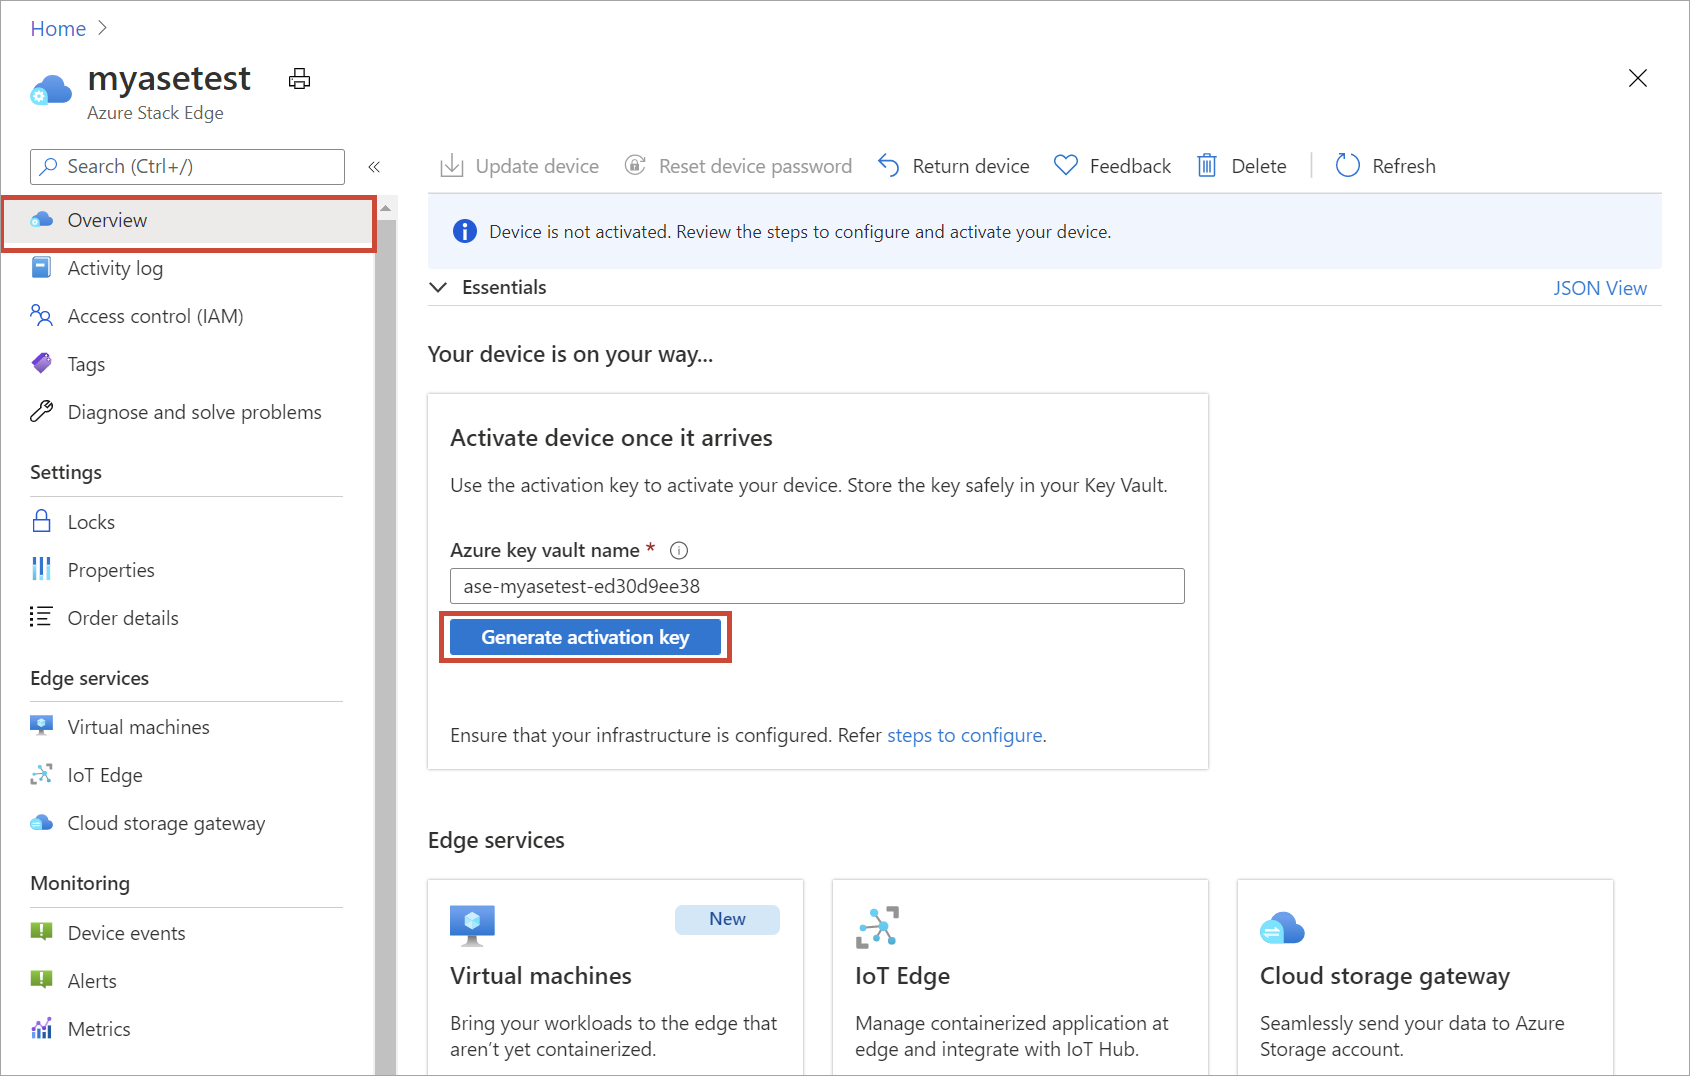 Home
myasetest
Azure Stack Edge
Search (Ctrl+/)
Overview
Activity log
Access control (IAM)
Tags
Diagnose and solve problems
Settings
Locks
Properties
Order details
Edge services
Virtual machines
IoT Edge
Cloud storage gateway
Monitoring
Device events
Alerts
Metrics
Update device
Reset device password
Return device
Feedback
Delete
Refresh
Device is not activated. Review the steps to configure and activate your device.
Essentials
JSON View
Your device is on your way...
Activate device once it arrives
Use the activation key to activate your device. Store the key safely in your Key Vault.
Azure key vault name *
ase-myasetest-ed30d9ee38
Generate activation key
Ensure that your infrastructure is configured. Refer steps to configure.
Edge services
New
Virtual machines
Bring your workloads to the edge that
aren't yet containerized.
IoT Edge
Manage containerized application at
edge and integrate with IoT Hub.
Cloud storage gateway
Seamlessly send your data to Azure
Storage account.